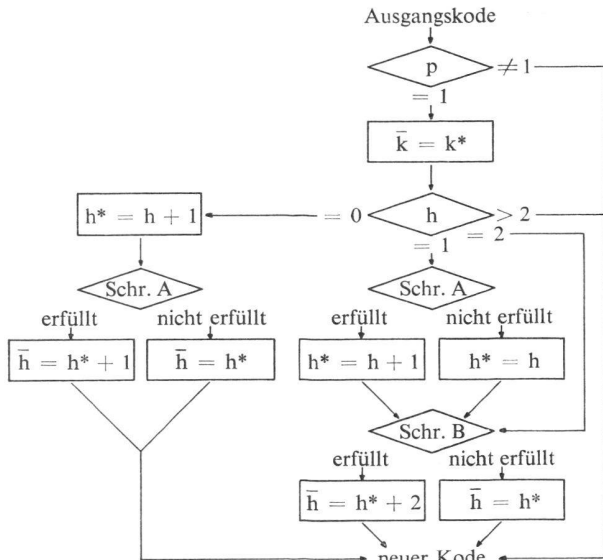 Ausgangskode
p
≠ 1
= 1
k̄ = k*
h* = h + 1
= 0
h
> 2
= 2
= 1
Schr. A
Schr. A
erfüllt
nicht erfüllt
erfüllt
nicht erfüllt
h̄ = h* + 1
h̄ = h*
h* = h + 1
h* = h
Schr. B
erfüllt
nicht erfüllt
h̄ = h* + 2
h̄ = h*
neuer Kode